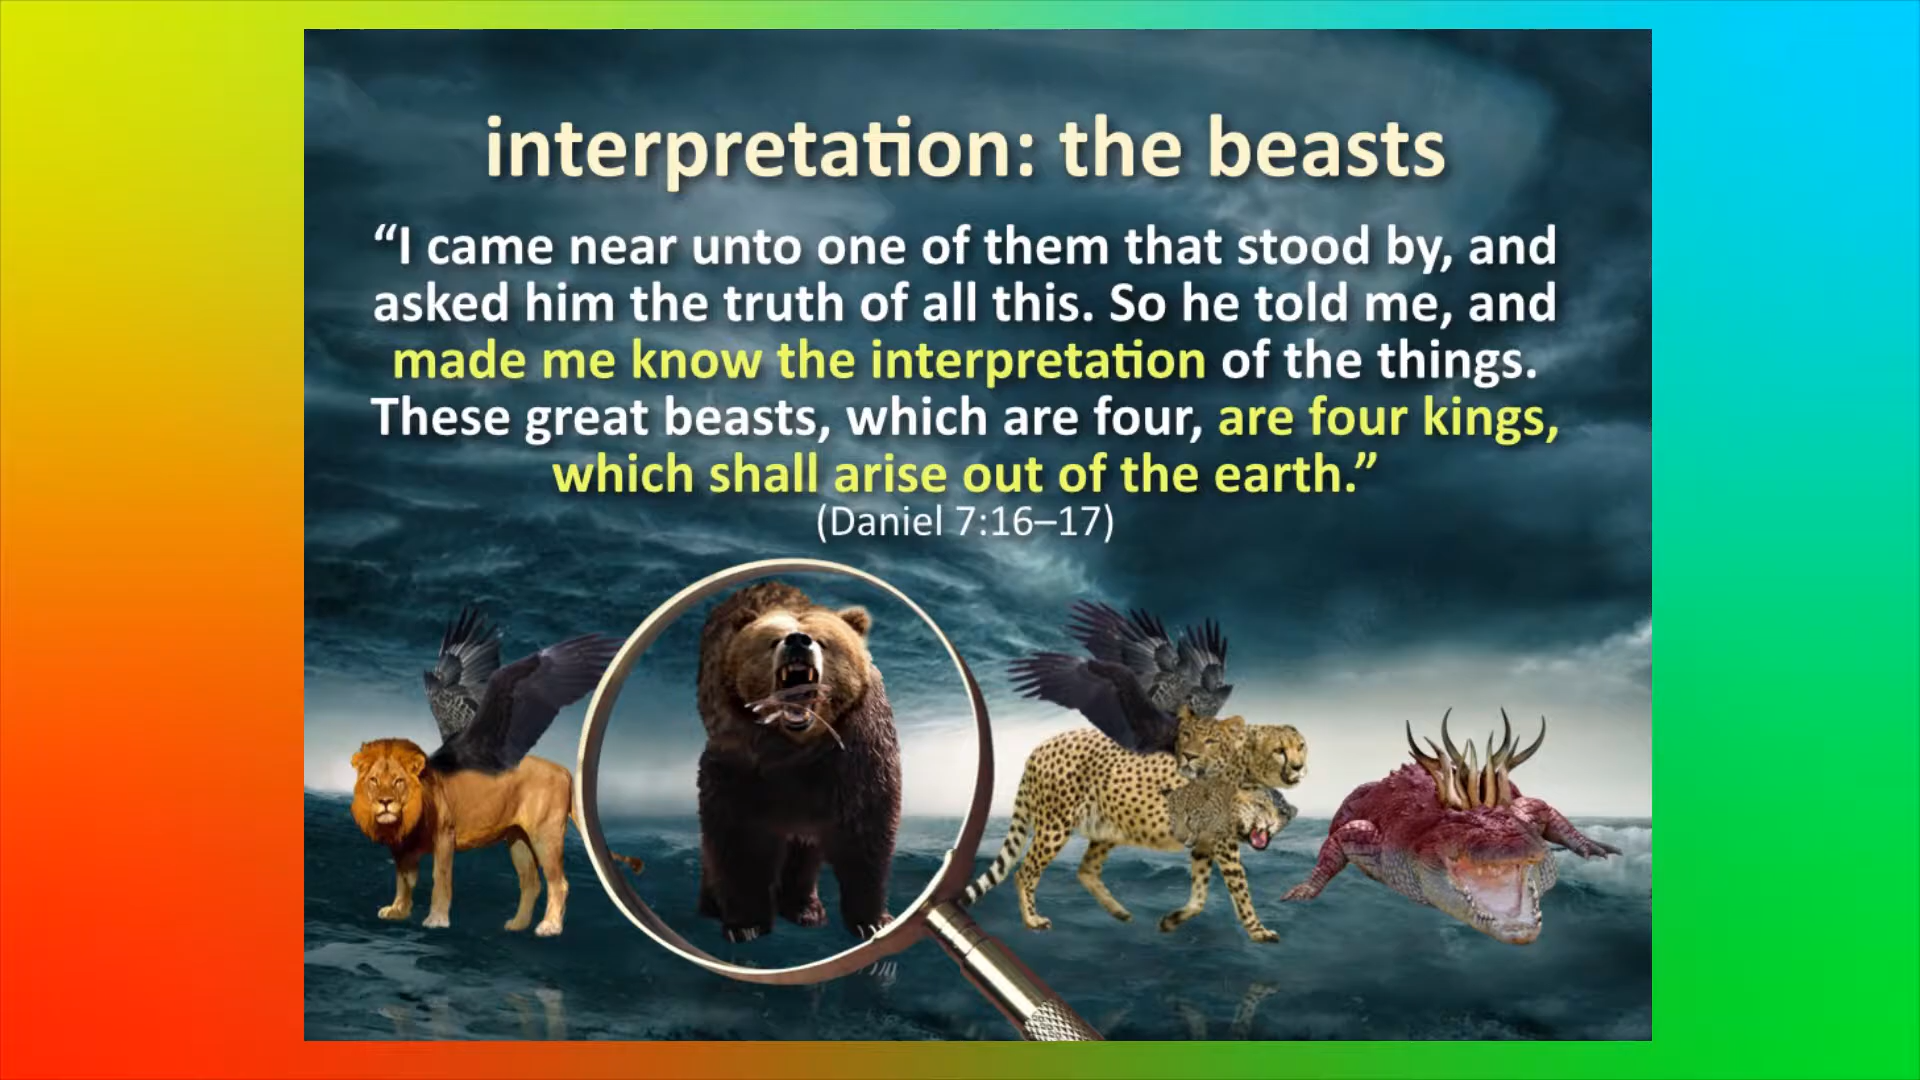 interpretation: the beasts
“I came near unto one of them that stood by, and
asked him the truth of all this. So he told me, and
made me know the interpretation of the things.
These great beasts, which are four, are four kings,
which shall arise out of the earth.”
(Daniel 7:16–17)